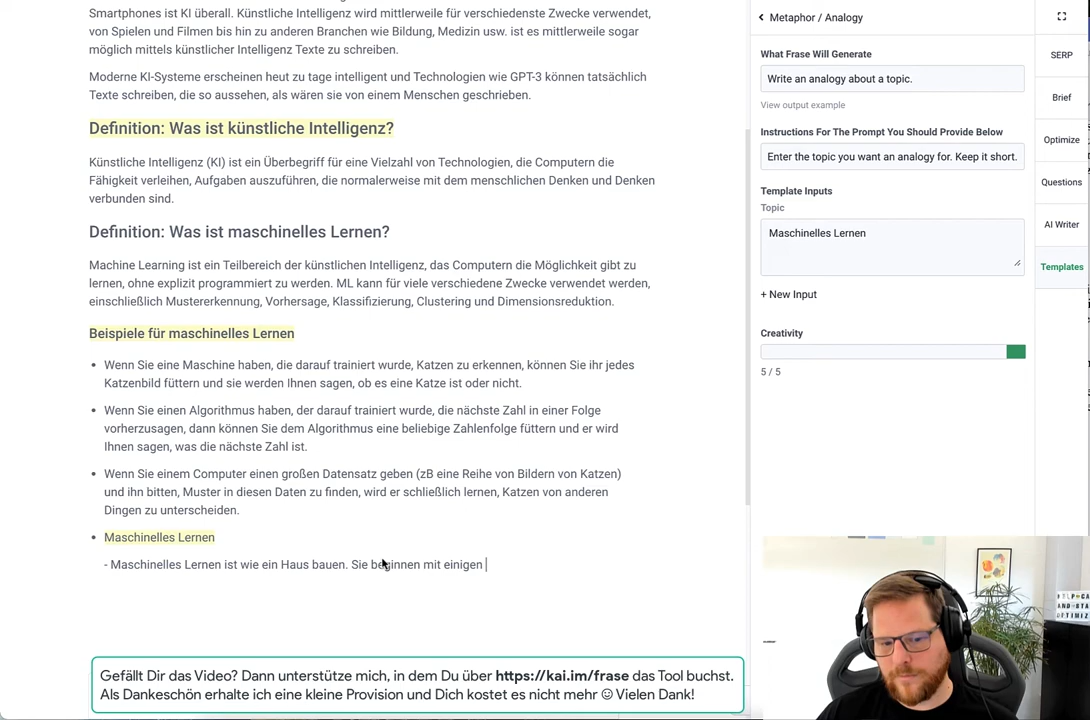 Smartphones ist KI überall. Künstliche Intelligenz wird mittlerweile für verschiedenste Zwecke verwendet,
von Spielen und Filmen bis hin zu anderen Branchen wie Bildung, Medizin usw. ist es mittlerweile sogar
möglich mittels künstlicher Intelligenz Texte zu schreiben.
Moderne KI-Systeme erscheinen heut zu tage intelligent und Technologien wie GPT-3 können tatsächlich
Texte schreiben, die so aussehen, als wären sie von einem Menschen geschrieben.
Definition: Was ist künstliche Intelligenz?
Künstliche Intelligenz (KI) ist ein Überbegriff für eine Vielzahl von Technologien, die Computern die
Fähigkeit verleihen, Aufgaben auszuführen, die normalerweise mit dem menschlichen Denken und Denken
verbunden sind.
Definition: Was ist maschinelles Lernen?
Machine Learning ist ein Teilbereich der künstlichen Intelligenz, das Computern die Möglichkeit gibt zu
lernen, ohne explizit programmiert zu werden. ML kann für viele verschiedene Zwecke verwendet werden,
einschließlich Mustererkennung, Vorhersage, Klassifizierung, Clustering und Dimensionsreduktion.
Beispiele für maschinelles Lernen
• Wenn Sie eine Maschine haben, die darauf trainiert wurde, Katzen zu erkennen, können Sie ihr jedes
Katzenbild füttern und sie werden Ihnen sagen, ob es eine Katze ist oder nicht.
• Wenn Sie einen Algorithmus haben, der darauf trainiert wurde, die nächste Zahl in einer Folge
vorherzusagen, dann können Sie dem Algorithmus eine beliebige Zahlenfolge füttern und er wird
Ihnen sagen, was die nächste Zahl ist.
• Wenn Sie einem Computer einen großen Datensatz geben (zB eine Reihe von Bildern von Katzen)
und ihn bitten, Muster in diesen Daten zu finden, wird er schließlich lernen, Katzen von anderen
Dingen zu unterscheiden.
• Maschinelles Lernen
- Maschinelles Lernen ist wie ein Haus bauen. Sie beginnen mit einigen
Gefällt Dir das Video? Dann unterstütze mich, in dem Du über https://kai.im/frase das Tool buchst.
Als Dankeschön erhalte ich eine kleine Provision und Dich kostet es nicht mehr ☺ Vielen Dank!
Metaphor / Analogy
What Frase Will Generate
Write an analogy about a topic.
View output example
Instructions For The Prompt You Should Provide Below
Enter the topic you want an analogy for. Keep it short.
Template Inputs
Topic
Maschinelles Lernen
+ New Input
Creativity
5 / 5
SERP
Brief
Optimize
Questions
AI Writer
Templates